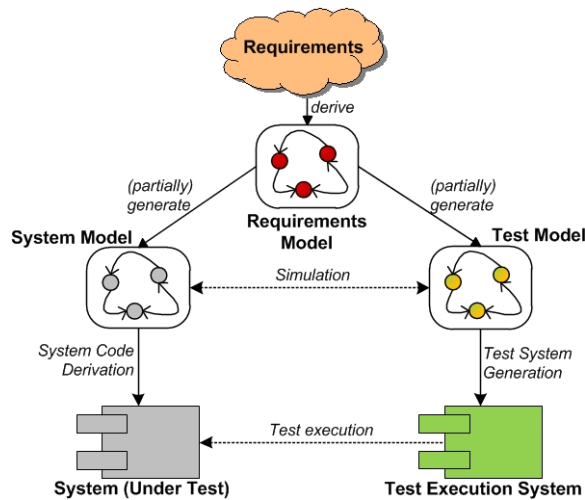 Requirements
derive
(partially)
generate
(partially)
generate
Requirements
Model
System Model
Test Model
Simulation
System Code
Derivation
Test System
Generation
Test execution
System (Under Test)
Test Execution System